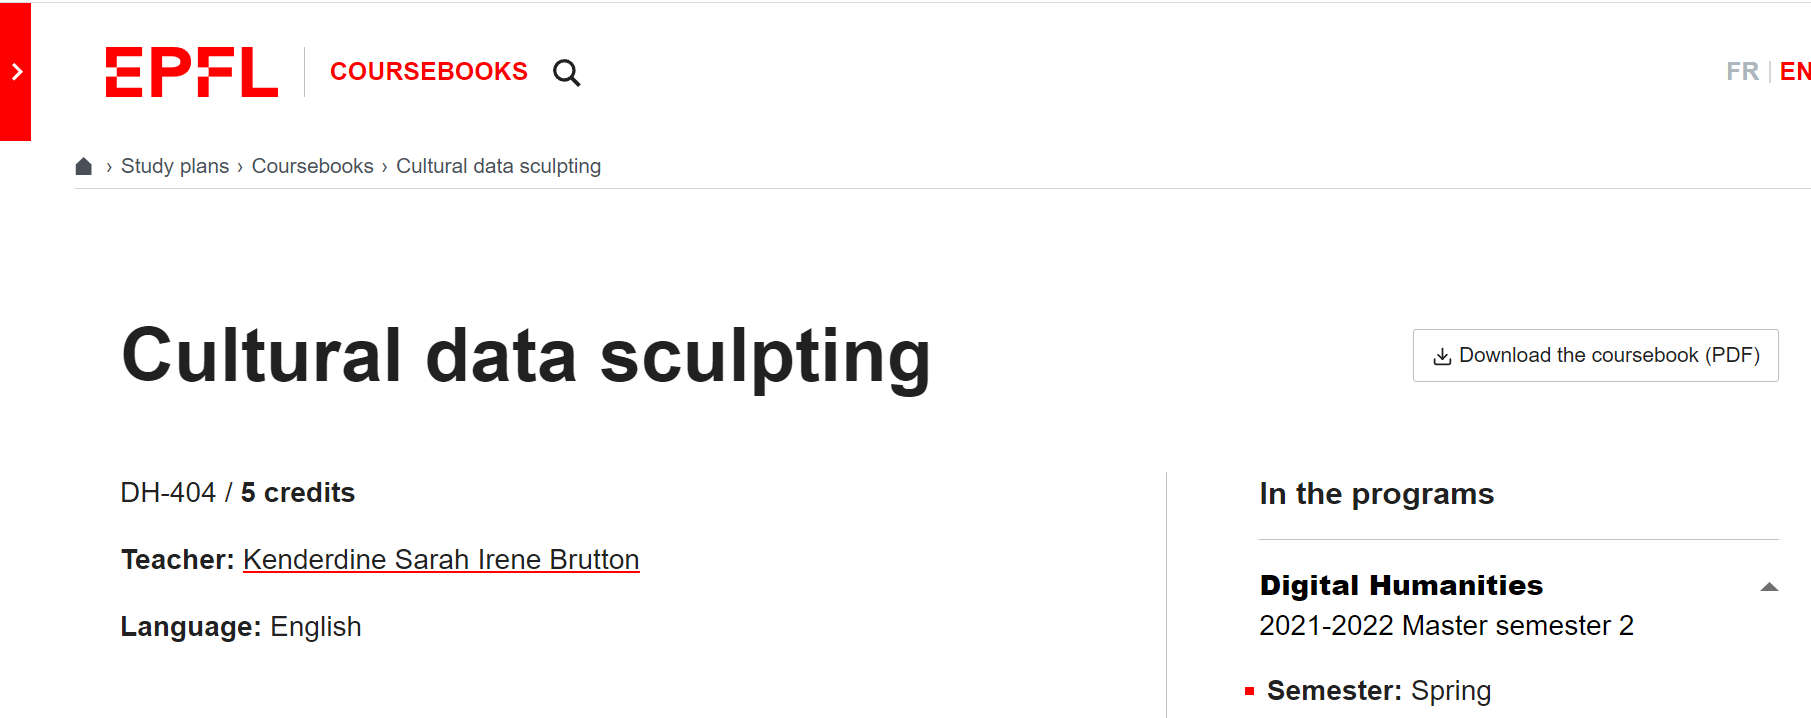 EPFL COURSEBOOKS FR | EN
› Study plans › Coursebooks › Cultural data sculpting
Cultural data sculpting
Download the coursebook (PDF)
DH-404 / 5 credits
Teacher: Kenderdine Sarah Irene Brutton
Language: English
In the programs
Digital Humanities
2021-2022 Master semester 2
Semester: Spring